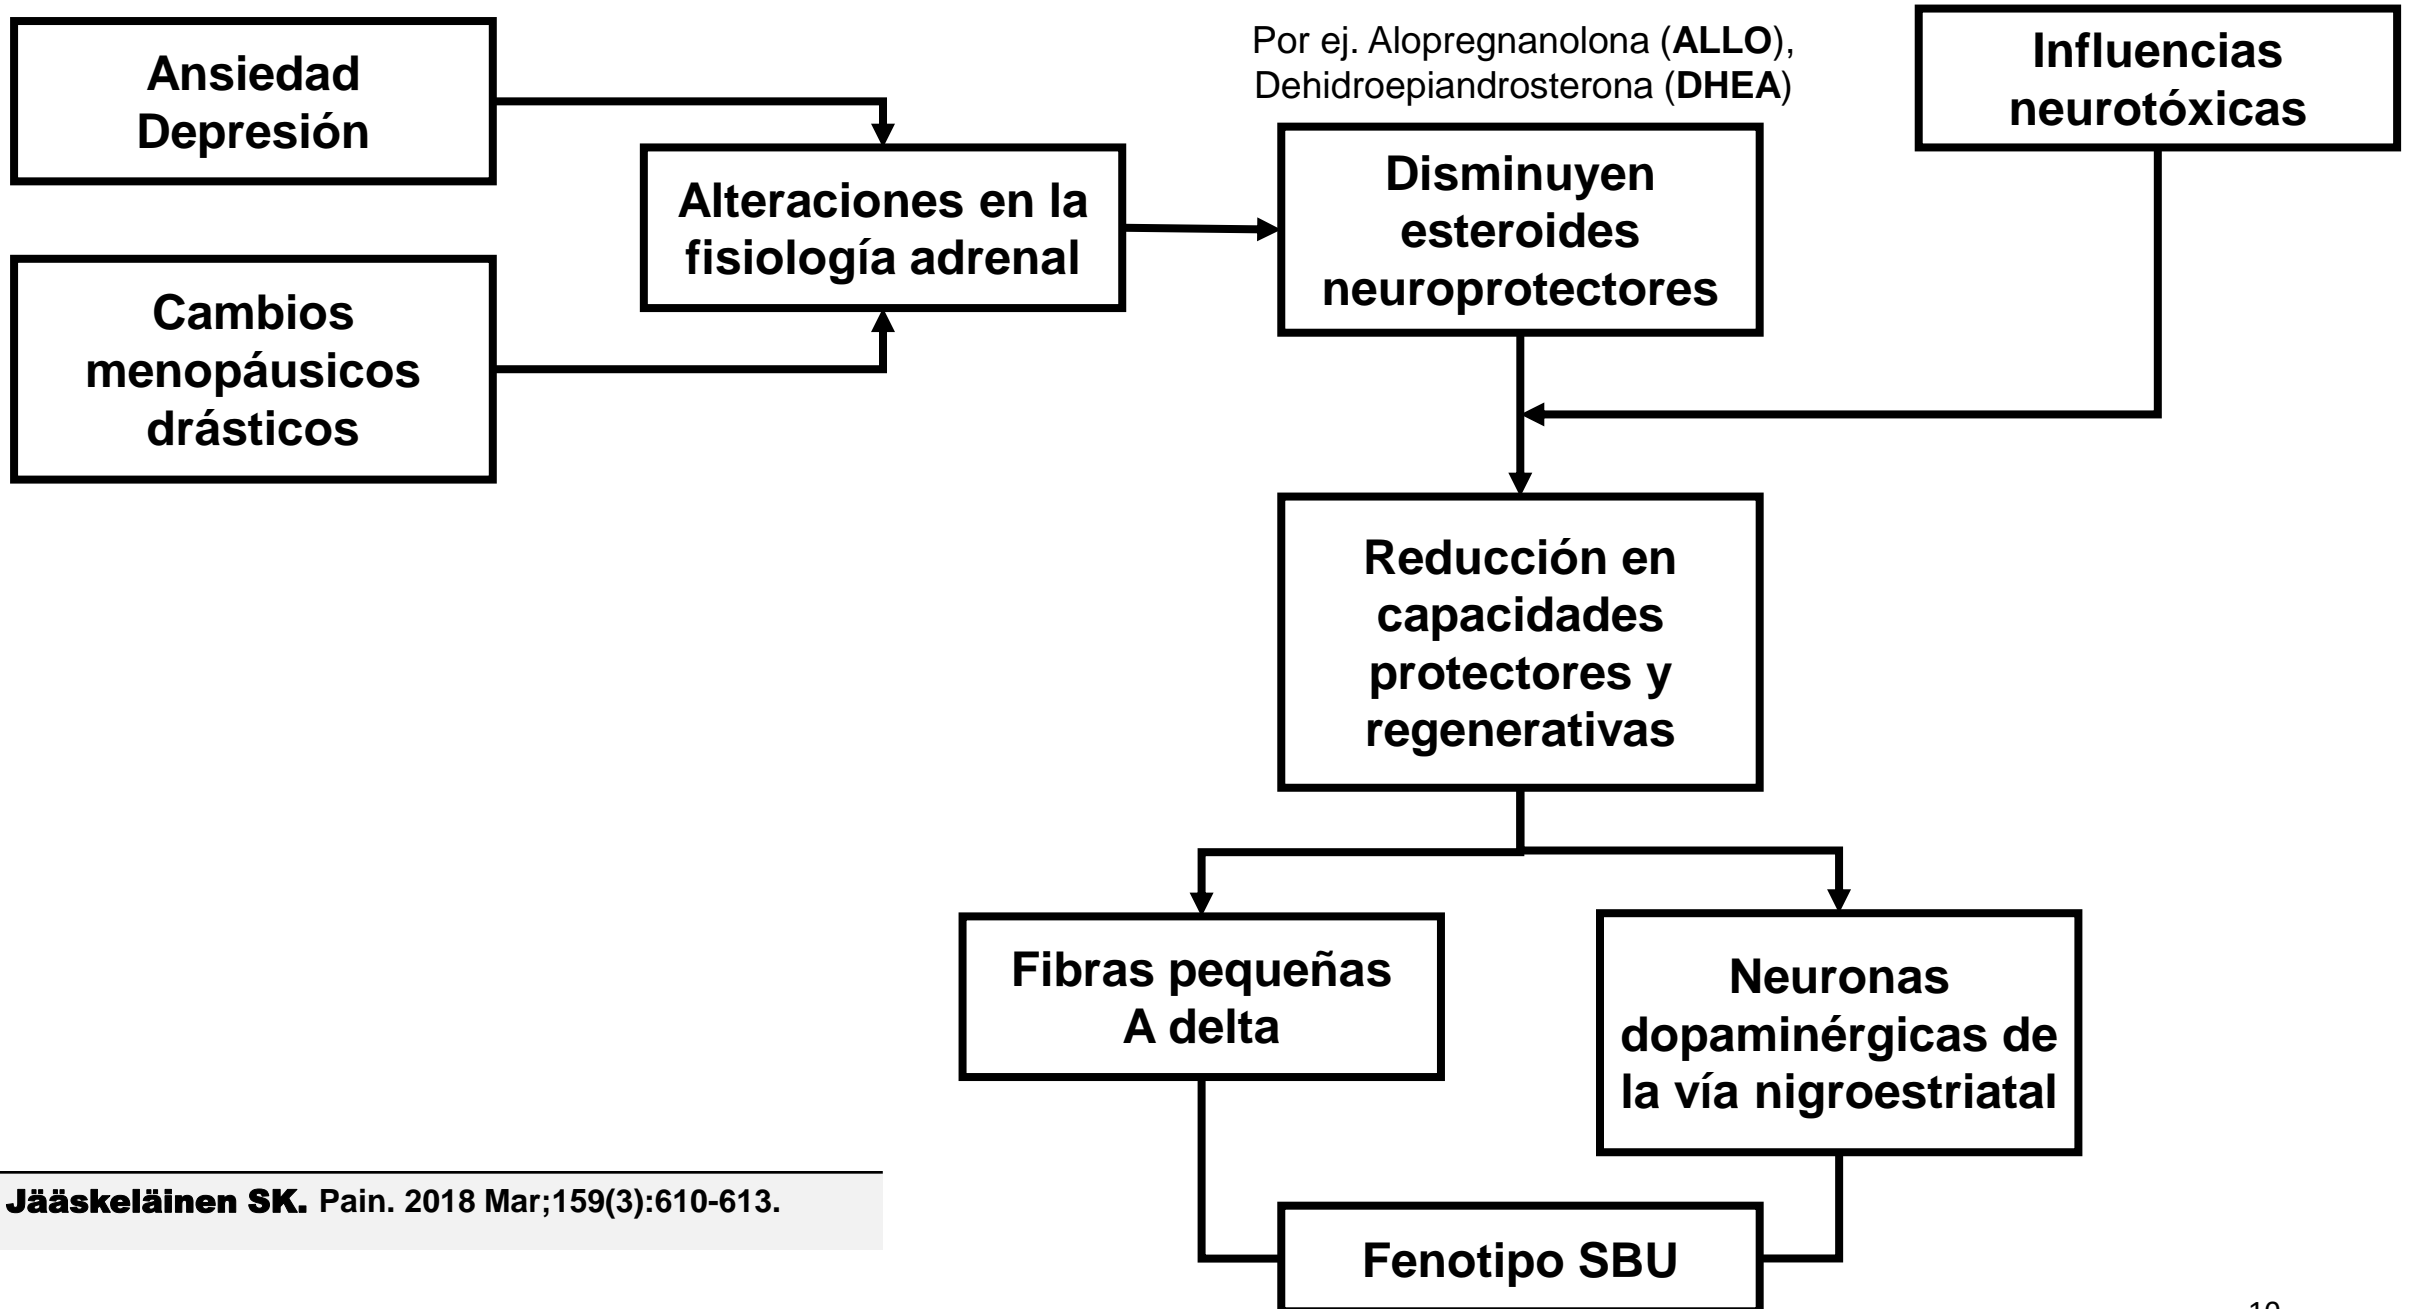 Ansiedad
Depresión
Cambios
menopáusicos
drásticos
Alteraciones en la
fisiología adrenal
Por ej. Alopregnanolona (ALLO),
Dehidroepiandrosterona (DHEA)
Disminuyen
esteroides
neuroprotectores
Influencias
neurotóxicas
Reducción en
capacidades
protectores y
regenerativas
Fibras pequeñas
A delta
Neuronas
dopaminérgicas de
la vía nigroestriatal
Fenotipo SBU
Jääskeläinen SK. Pain. 2018 Mar;159(3):610-613.